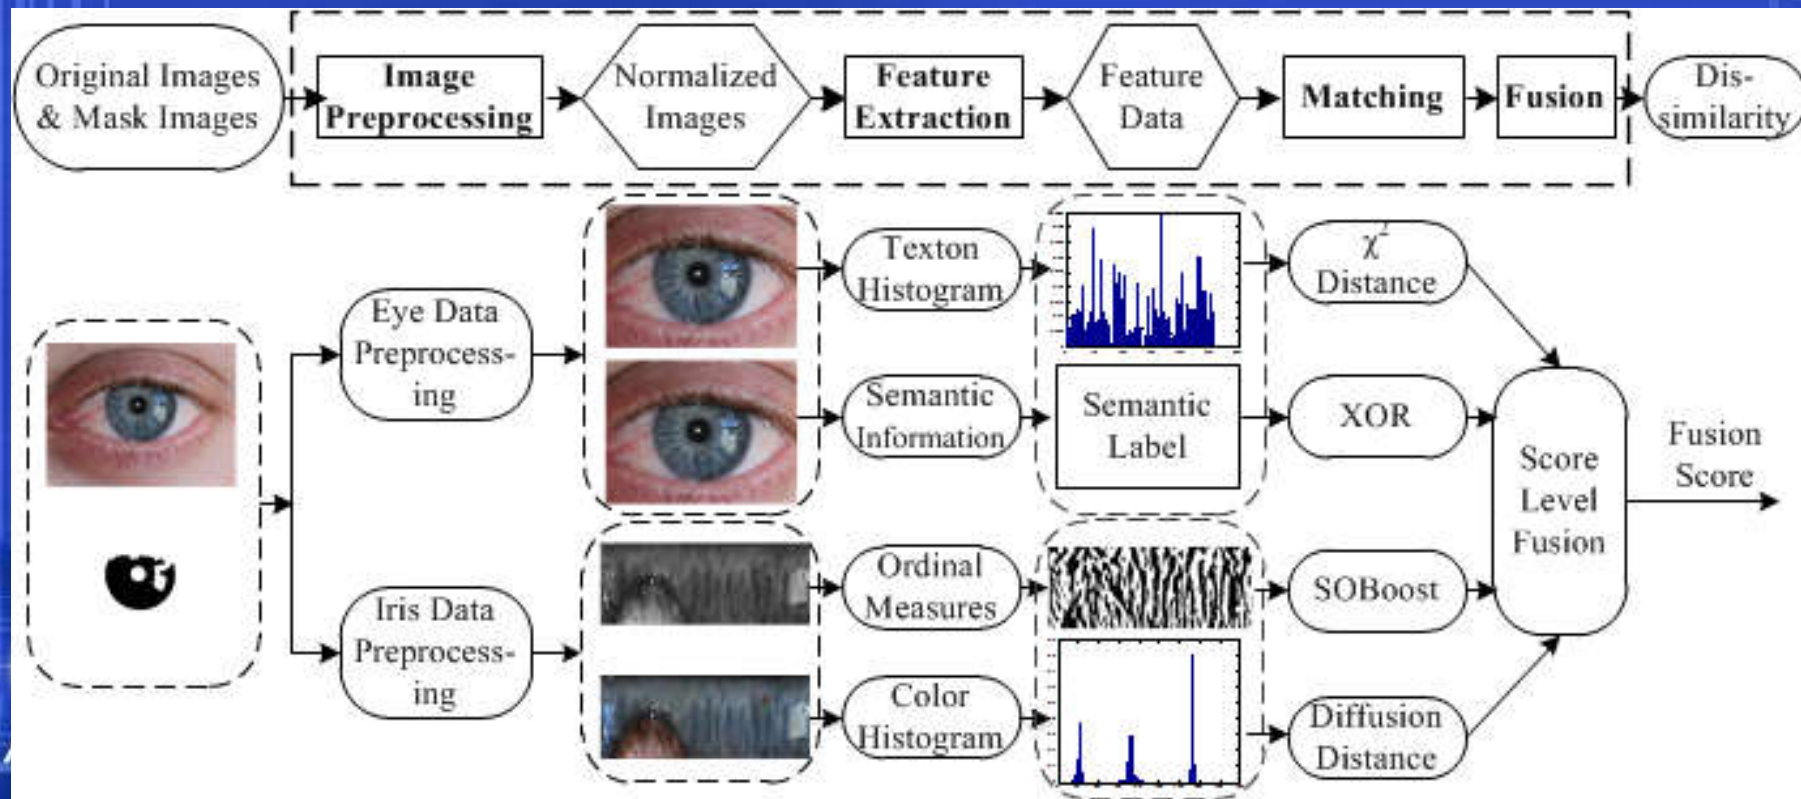 Original Images
& Mask Images
Image
Preprocessing
Normalized
Images
Feature
Extraction
Feature
Data
Matching
Fusion
Dis-
similarity
Eye Data
Preprocess-
ing
Iris Data
Preprocess-
ing
Texton
Histogram
χ²
Distance
Semantic
Information
Semantic
Label
XOR
Ordinal
Measures
SOBoost
Color
Histogram
Diffusion
Distance
Score
Level
Fusion
Fusion
Score